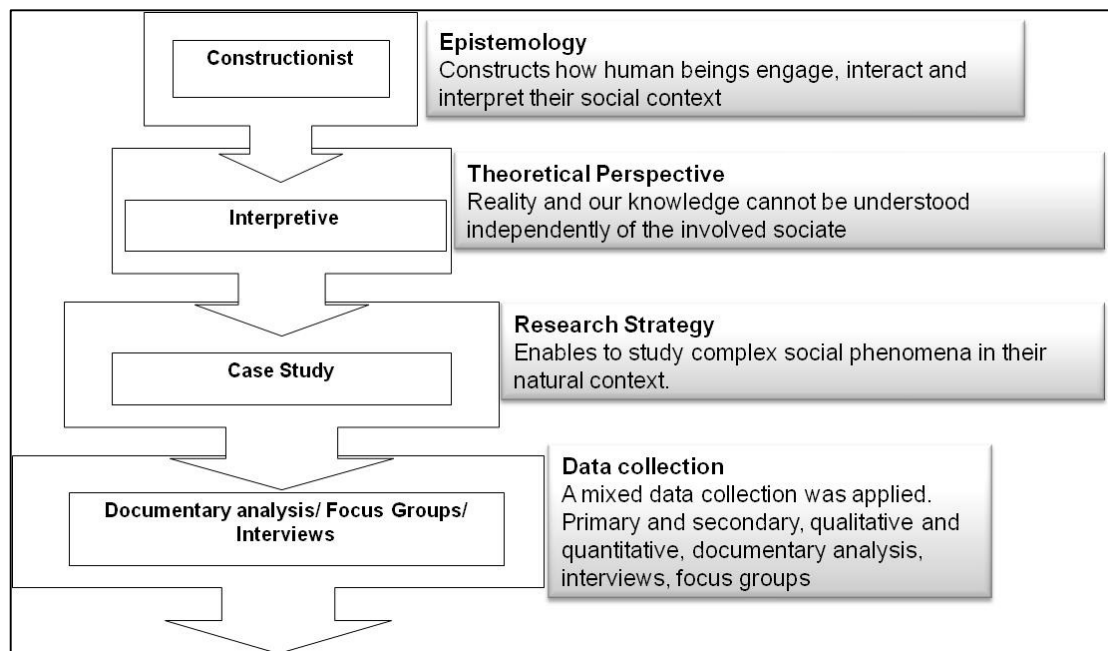 Constructionist
Epistemology
Constructs how human beings engage, interact and
interpret their social context
Interpretive
Theoretical Perspective
Reality and our knowledge cannot be understood
independently of the involved sociate
Case Study
Research Strategy
Enables to study complex social phenomena in their
natural context.
Documentary analysis/ Focus Groups/
Interviews
Data collection
A mixed data collection was applied.
Primary and secondary, qualitative and
quantitative, documentary analysis,
interviews, focus groups